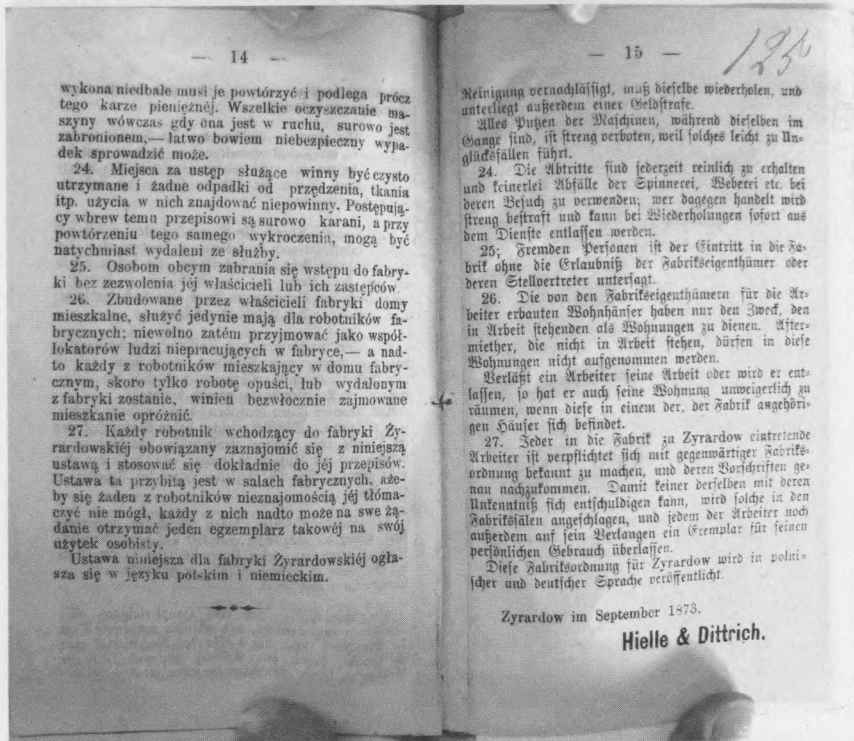 — 14 —
wykona niedbale musi je powtórzyć i podlega prócz
tego karze pieniężnéj. Wszelkie oczyszczanie ma-
szyny wówczas gdy ona jest w ruchu, surowo jest
zabronionem,— łatwo bowiem niebezpieczny wypa-
dek sprowadzić może.
24. Miejsca za ustęp służące winny być czysto
utrzymane i żadne odpadki od przędzenia, tkania
itp. użycia w nich znajdować niepowinny. Postępują-
cy wbrew temu przepisowi są surowo karani, a przy
powtórzeniu tego samego wykroczenia, mogą być
natychmiast wydaleni ze służby.
25. Osobom obcym zabrania się wstępu do fabry-
ki bez zezwolenia jéj właścicieli lub ich zastępców.
26. Zbudowane przez właścicieli fabryki domy
mieszkalne, służyć jedynie mają dla robotników fa-
brycznych; niewolno zatém przyjmować jako współ-
lokatorów ludzi niepracujących w fabryce,— a nad-
to każdy z robotników mieszkający w domu fabry-
cznym, skoro tylko robotę opuści, lub wydalonym
z fabryki zostanie, winien bezwłocznie zajmowane
mieszkanie opróżnić.
27. Każdy robotnik wchodzący do fabryki Ży-
rardowskiéj obowiązany zaznajomić się z niniejszą
ustawą i stosować się dokładnie do jéj przepisów.
Ustawa ta przybitą jest w salach fabrycznych, aże-
by się żaden z robotników nieznajomością jéj tłóma-
czyć nie mógł, każdy z nich nadto może na swe żą-
danie otrzymać jeden egzemplarz takowéj na swój
użytek osobisty.
Ustawa niniejsza dla fabryki Żyrardowskiéj ogła-
sza się w języku polskim i niemieckim.
— 15 —
125
Reinigung vernachläſſigt, muß dieſelbe wiederholen, und
unterliegt außerdem einer Geldſtrafe.
Alles Putzen der Maſchinen, während dieſelben im
Gange ſind, iſt ſtreng verboten, weil ſolches leicht zu Un-
glücksfällen führt.
24. Die Abtritte ſind jederzeit reinlich zu erhalten
und keinerlei Abfälle der Spinnerei, Weberei etc. bei
deren Beſuch zu verwenden; wer dagegen handelt wird
ſtreng beſtraft und kann bei Wiederholungen ſofort aus
dem Dienſte entlaſſen werden.
25; Fremden Perſonen iſt der Eintritt in die Fa-
brik ohne die Erlaubniß der Fabrikseigenthümer oder
deren Stellvertreter unterſagt.
26. Die von den Fabrikseigenthümern für die Ar-
beiter erbauten Wohnhäuſer haben nur den Zweck, den
in Arbeit ſtehenden als Wohnungen zu dienen. After-
miether, die nicht in Arbeit ſtehen, dürfen in dieſe
Wohnungen nicht aufgenommen werden.
Verläßt ein Arbeiter ſeine Arbeit oder wird er ent-
laſſen, ſo hat er auch ſeine Wohnung unweigerlich zu
räumen, wenn dieſe in einem der, der Fabrik angehöri-
gen Häuſer ſich befindet.
27. Jeder in die Fabrik zu Zyrardow eintretende
Arbeiter iſt verpflichtet ſich mit gegenwärtiger Fabriks-
ordnung bekannt zu machen, und deren Vorſchriften ge-
nau nachzukommen. Damit keiner derſelben mit deren
Unkenntniß ſich entſchuldigen kann, wird ſolche in den
Fabrikſälen angeſchlagen, und jedem der Arbeiter noch
außerdem auf ſein Verlangen ein Exemplar für ſeinen
perſönlichen Gebrauch überlaſſen.
Dieſe Fabriksordnung für Zyrardow wird in polni-
ſcher und deutſcher Sprache veröffentlicht.
Zyrardow im September 1873.
Hielle & Dittrich.